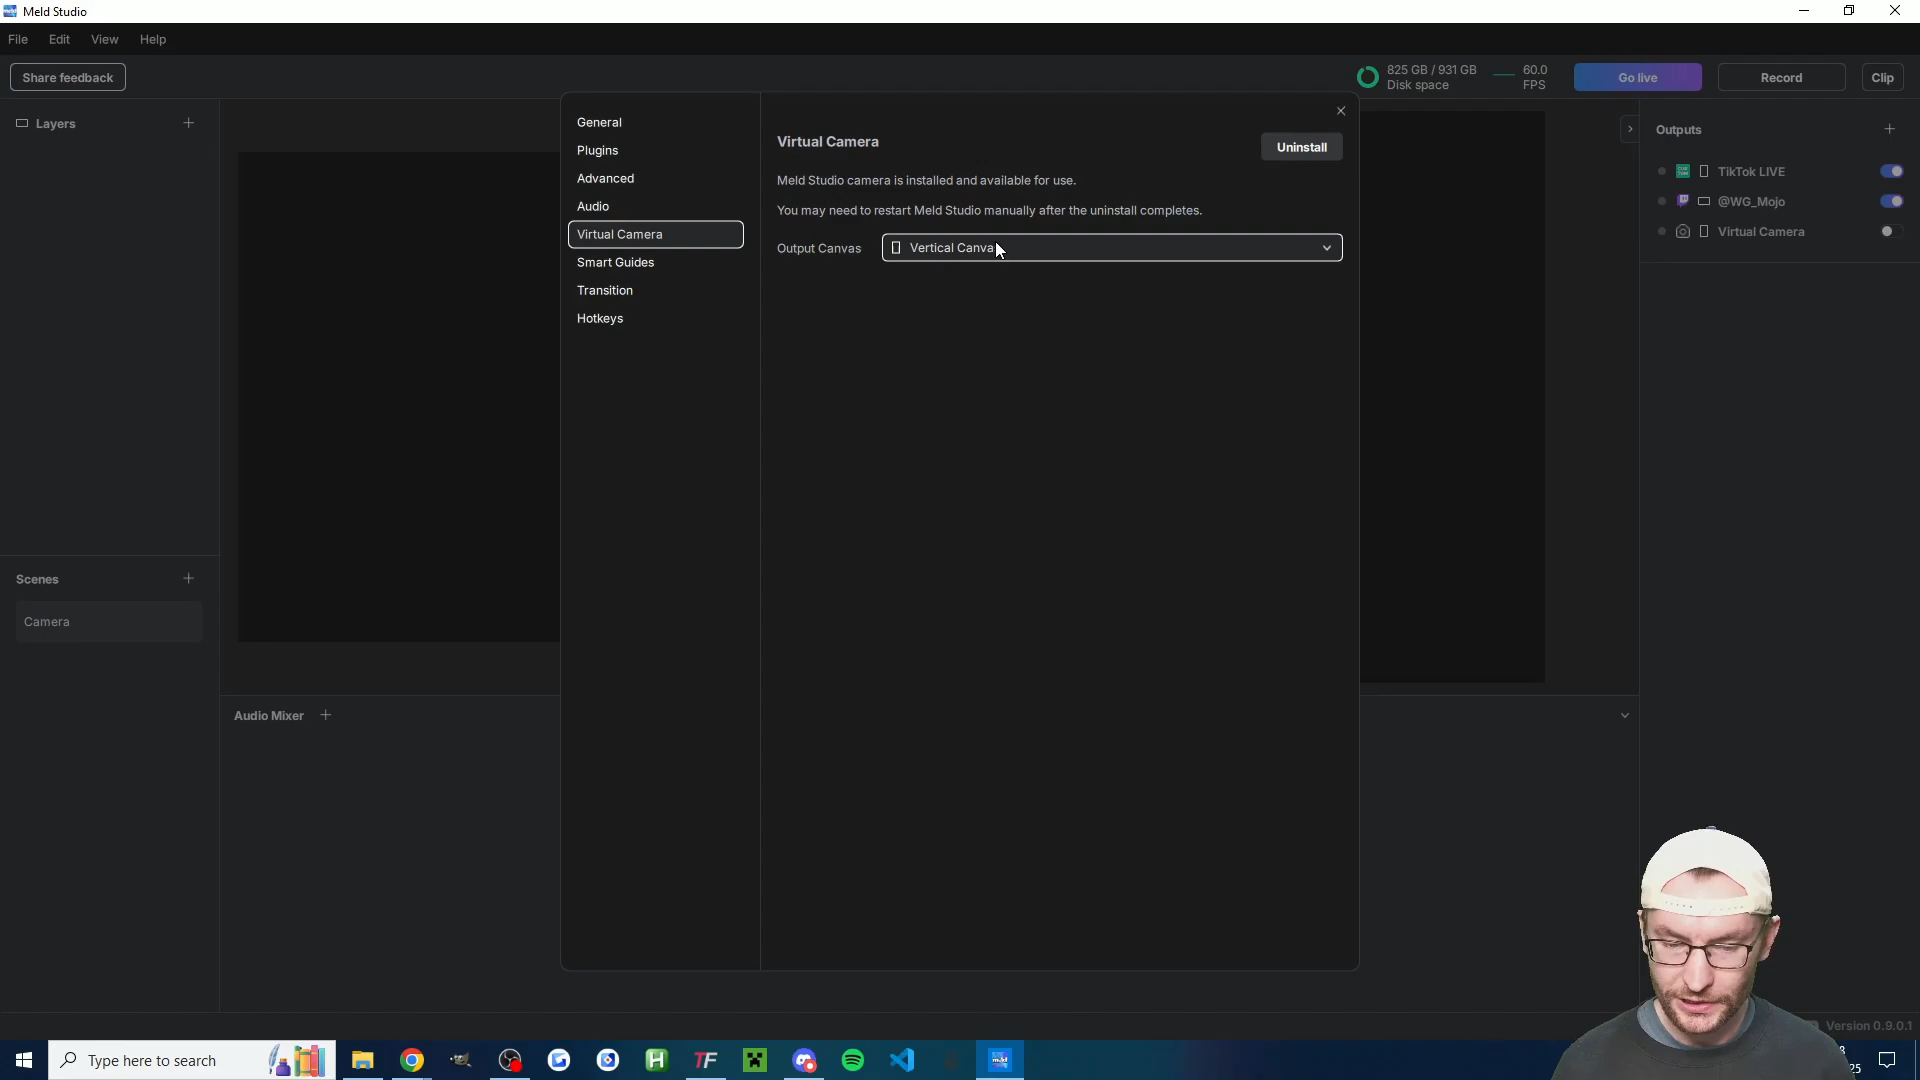 Meld Studio
File Edit View Help
Share feedback
825 GB / 931 GB
Disk space
60.0
FPS
Go live
Record
Clip
Layers
Scenes
Camera
General
Plugins
Advanced
Audio
Virtual Camera
Smart Guides
Transition
Hotkeys
Virtual Camera
Uninstall
Meld Studio camera is installed and available for use.
You may need to restart Meld Studio manually after the uninstall completes.
Output Canvas
Vertical Canvas
Outputs
TikTok LIVE
@WG_Mojo
Virtual Camera
Audio Mixer
Version 0.9.0.1
Type here to search